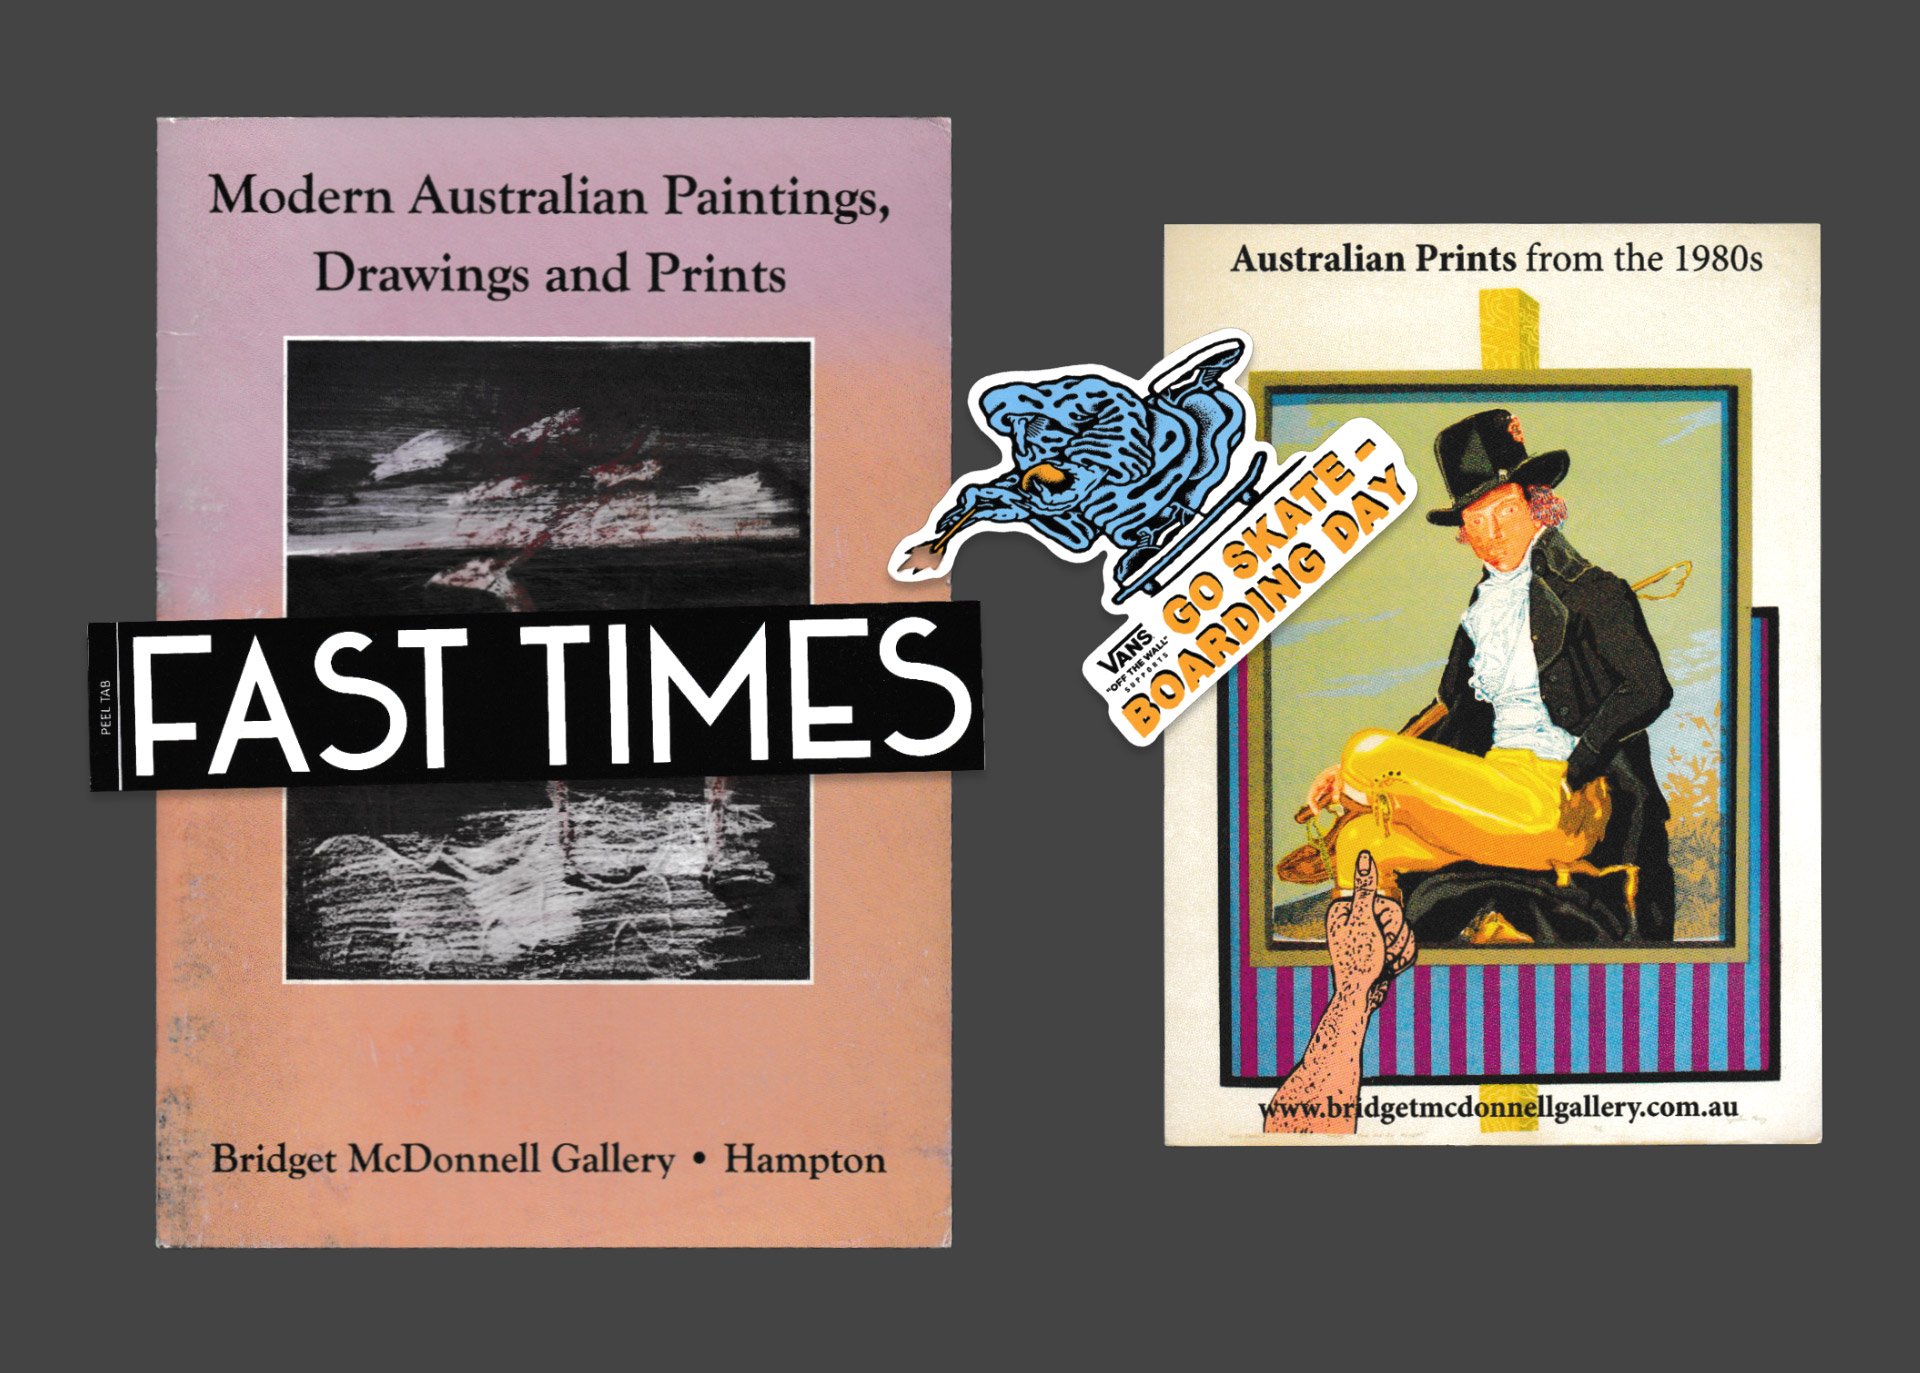 Modern Australian Paintings,
Drawings and Prints
PEEL TAB
FAST TIMES
Bridget McDonnell Gallery • Hampton
VANS
"OFF THE WALL"
SUPPORTS
GO SKATE-
BOARDING DAY
Australian Prints from the 1980s
www.bridgetmcdonnellgallery.com.au